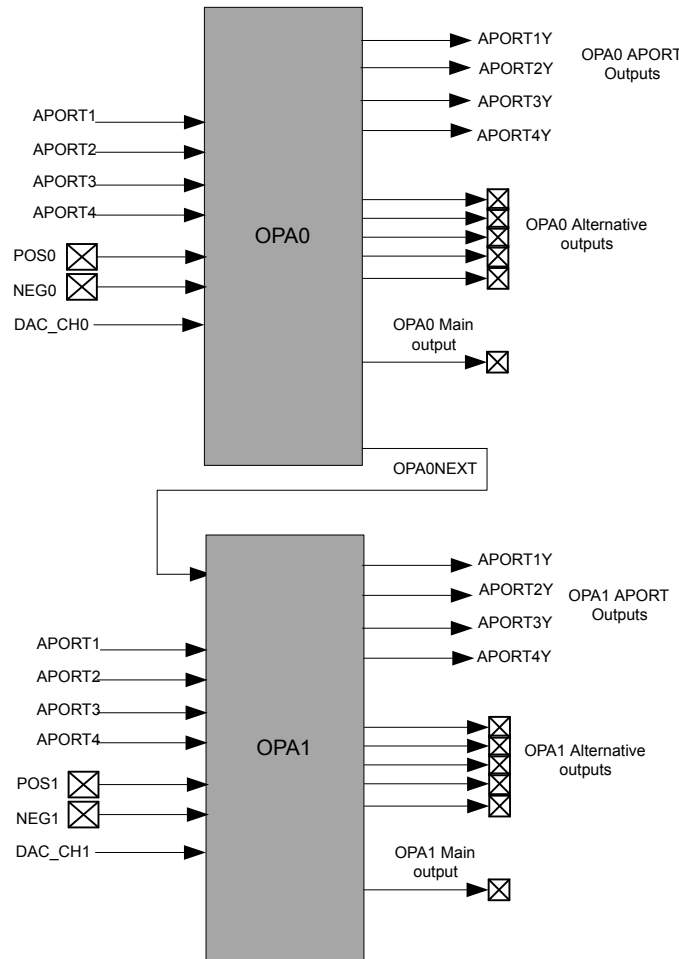 APORT1Y
APORT2Y
APORT3Y
APORT4Y
OPA0 APORT
Outputs
APORT1
APORT2
APORT3
APORT4
POS0
NEG0
DAC_CH0
OPA0
OPA0 Alternative
outputs
OPA0 Main
output
OPA0NEXT
APORT1Y
APORT2Y
APORT3Y
APORT4Y
OPA1 APORT
Outputs
APORT1
APORT2
APORT3
APORT4
POS1
NEG1
DAC_CH1
OPA1
OPA1 Alternative
outputs
OPA1 Main
output